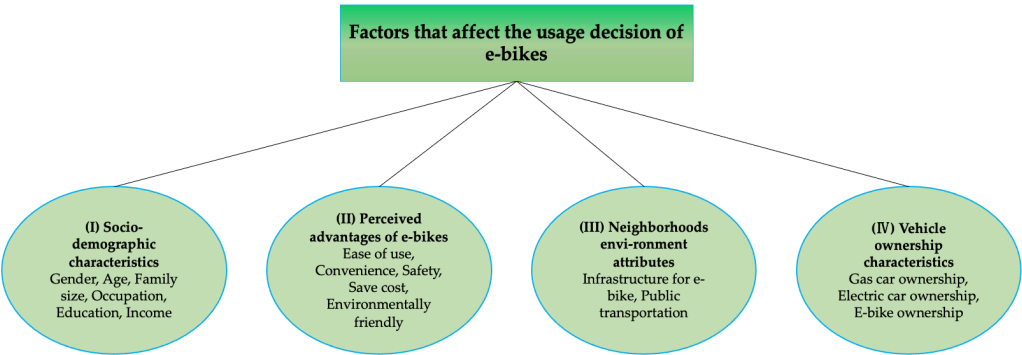 Factors that affect the usage decision of
e-bikes
(I) Socio-
demographic
characteristics
Gender, Age, Family
size, Occupation,
Education, Income
(II) Perceived
advantages of e-bikes
Ease of use,
Convenience, Safety,
Save cost,
Environmentally
friendly
(III) Neighborhoods
envi-ronment
attributes
Infrastructure for e-
bike, Public
transportation
(Ⅳ) Vehicle
ownership
characteristics
Gas car ownership,
Electric car ownership,
E-bike ownership